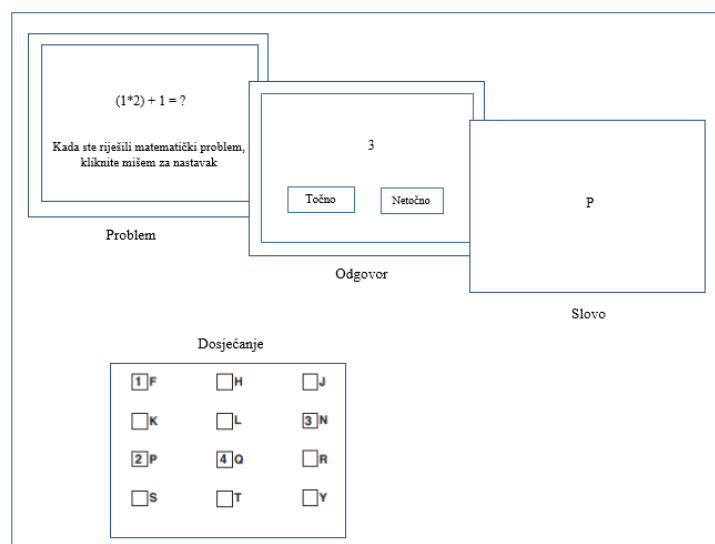 (1*2) + 1 = ?
Kada ste riješili matematički problem,
kliknite mišem za nastavak
Problem
3
Točno Netočno
Odgovor
P
Slovo
Dosjećanje
1 F H J
K L 3 N
2 P 4 Q R
S T Y